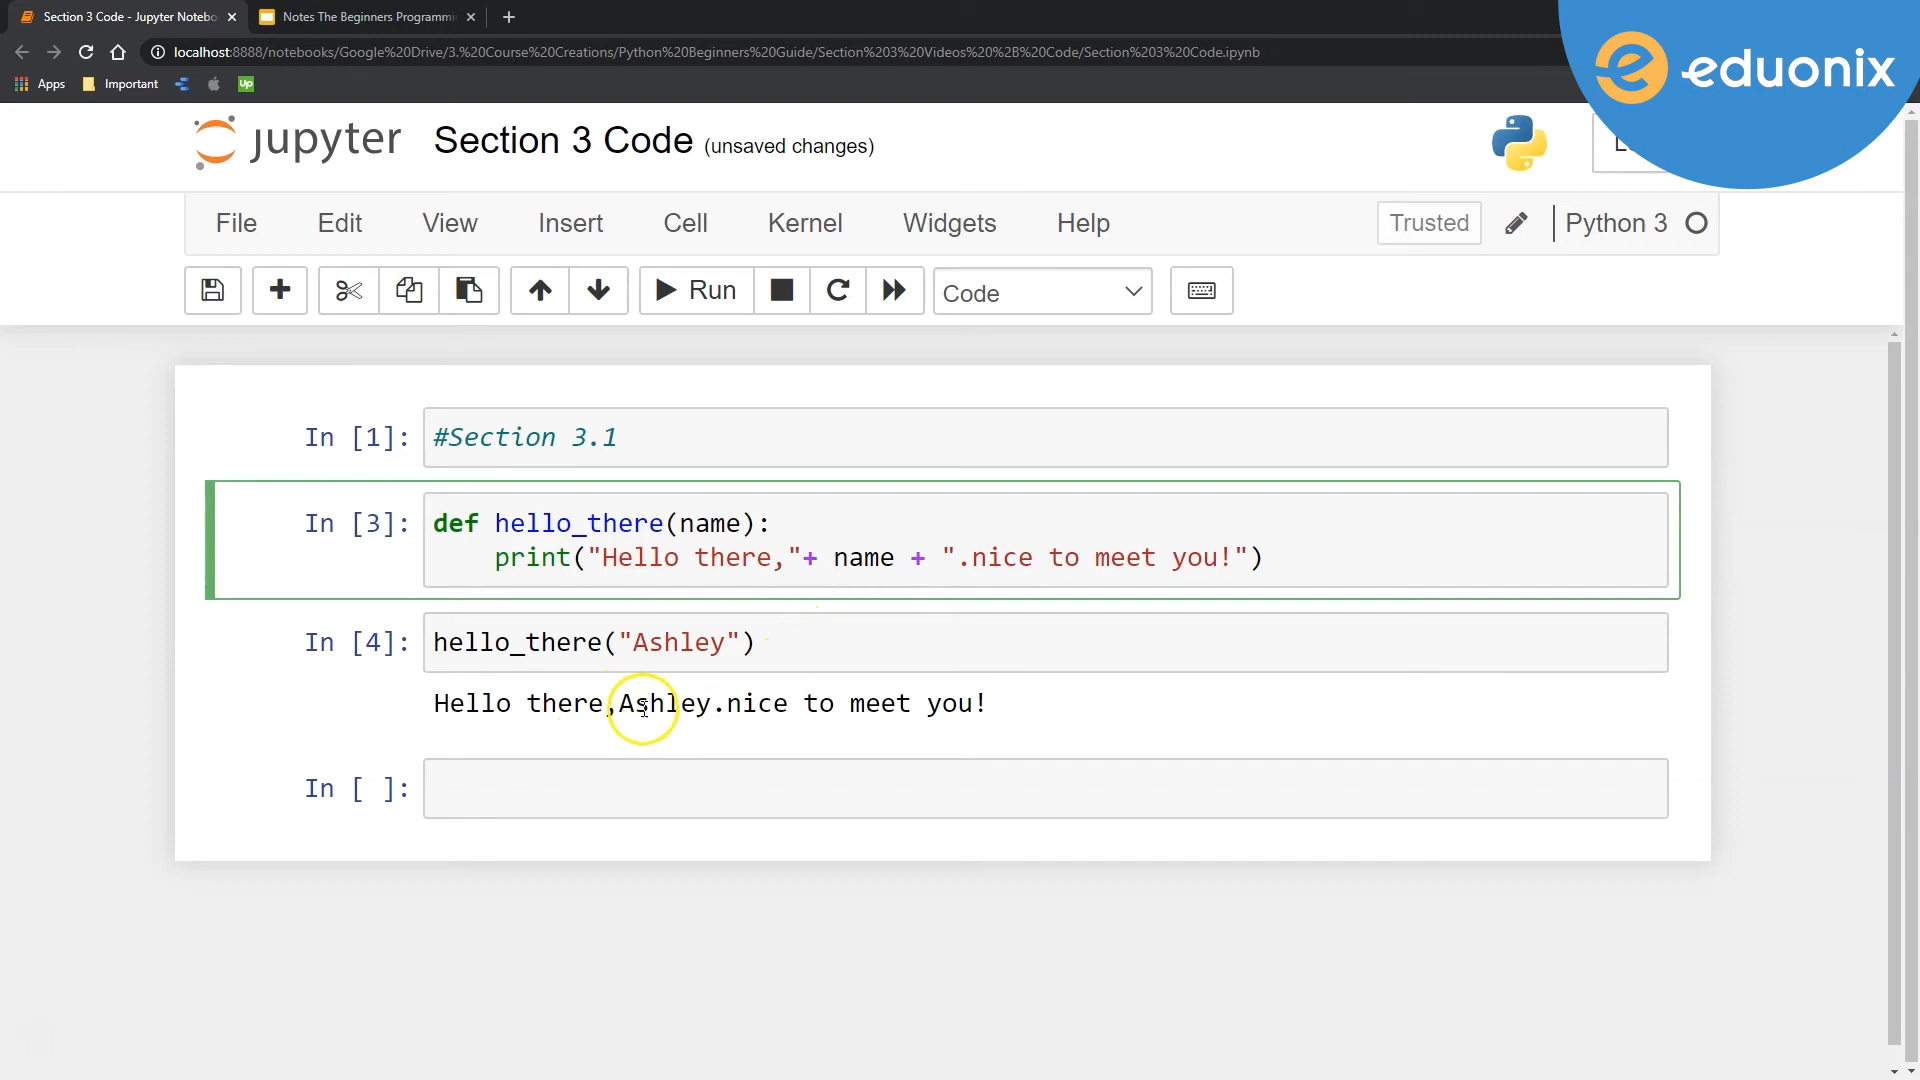 Section 3 Code - Jupyter Notebo
Notes The Beginners Programmi
localhost:8888/notebooks/Google%20Drive/3.%20Course%20Creations/Python%20Beginners%20Guide/Section%203%20Videos%20%2B%20Code/Section%203%20Code.ipynb
Apps Important Up
eduonix
jupyter Section 3 Code (unsaved changes)
File Edit View Insert Cell Kernel Widgets Help Trusted Python 3
Run Code
In [1]: #Section 3.1
In [3]: def hello_there(name):
print("Hello there,"+ name + ".nice to meet you!")
In [4]: hello_there("Ashley")
Hello there,Ashley.nice to meet you!
In [ ]: